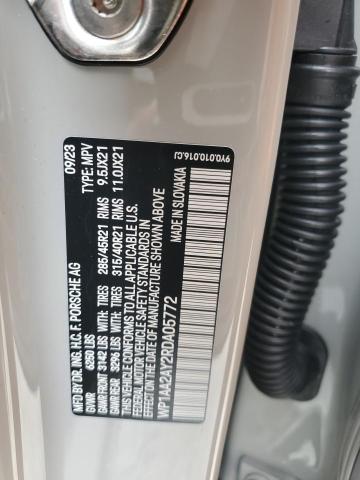 MFD BY DR. ING. H.C. F. PORSCHE AG 09/23
GVWR 6250 LBS TYPE: MPV
GAWR FRONT 3142 LBS WITH TIRES 285/45R21 RIMS 9.5JX21
GAWR REAR 3296 LBS WITH TIRES 315/40R21 RIMS 11.0JX21
THIS VEHICLE CONFORMS TO ALL APPLICABLE U.S.
FEDERAL MOTOR VEHICLE SAFETY STANDARDS IN
EFFECT ON THE DATE OF MANUFACTURE SHOWN ABOVE
WP1AA2AY2RDA05772 MADE IN SLOVAKIA
9Y0.010.016.CJ